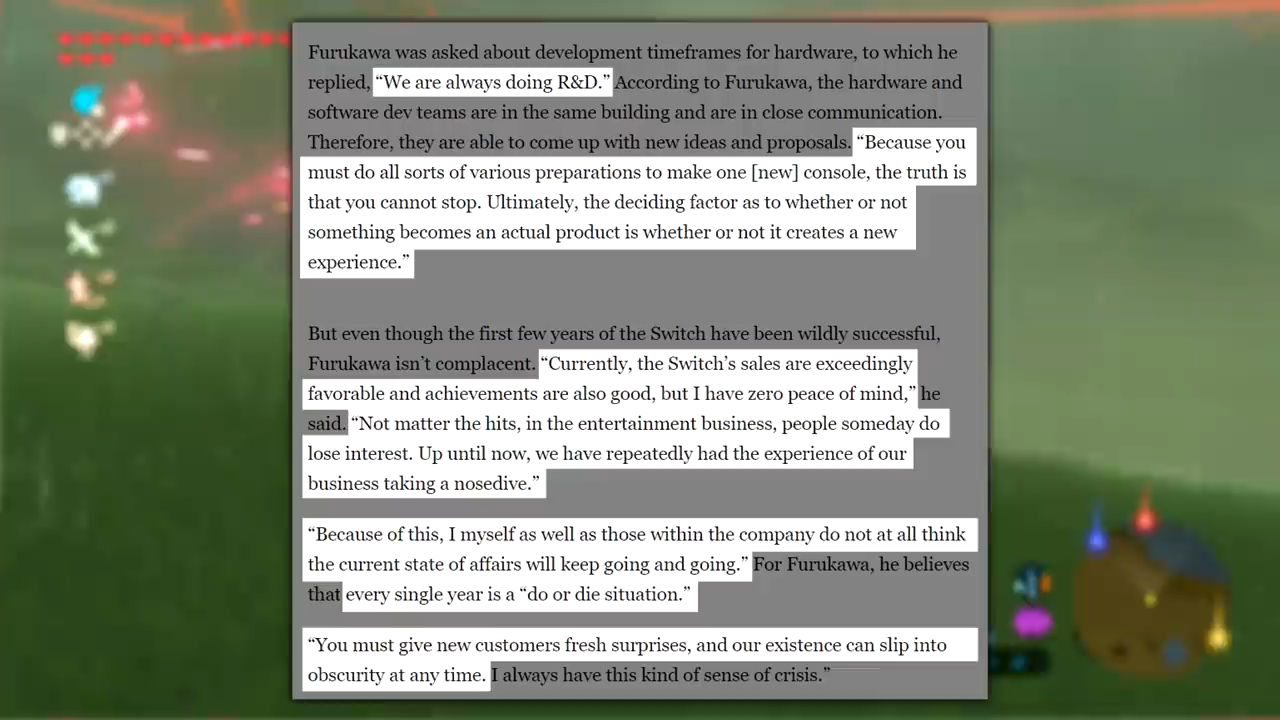 Furukawa was asked about development timeframes for hardware, to which he
replied, “We are always doing R&D.” According to Furukawa, the hardware and
software dev teams are in the same building and are in close communication.
Therefore, they are able to come up with new ideas and proposals. “Because you
must do all sorts of various preparations to make one [new] console, the truth is
that you cannot stop. Ultimately, the deciding factor as to whether or not
something becomes an actual product is whether or not it creates a new
experience.”
But even though the first few years of the Switch have been wildly successful,
Furukawa isn’t complacent. “Currently, the Switch’s sales are exceedingly
favorable and achievements are also good, but I have zero peace of mind,” he
said. “Not matter the hits, in the entertainment business, people someday do
lose interest. Up until now, we have repeatedly had the experience of our
business taking a nosedive.”
“Because of this, I myself as well as those within the company do not at all think
the current state of affairs will keep going and going.” For Furukawa, he believes
that every single year is a “do or die situation.”
“You must give new customers fresh surprises, and our existence can slip into
obscurity at any time. I always have this kind of sense of crisis.”